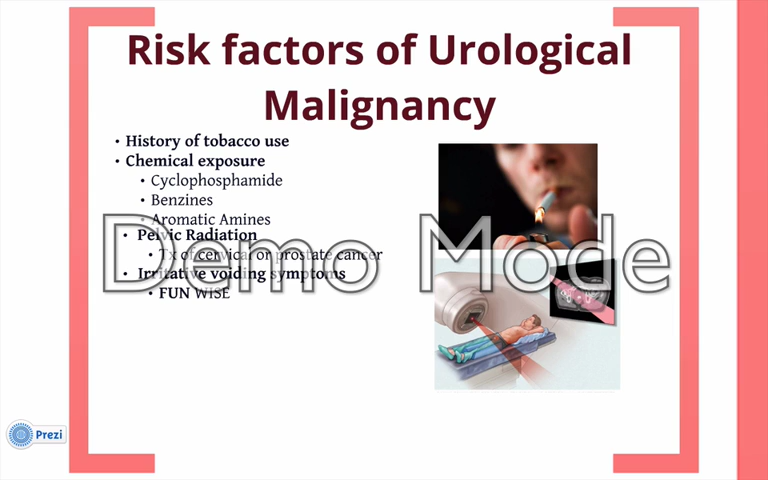 Risk factors of Urological
Malignancy
• History of tobacco use
• Chemical exposure
• Cyclophosphamide
• Benzines
• Aromatic Amines
• Pelvic Radiation
• Tx of cervical or prostate cancer
• Irritative voiding symptoms
• FUN WISE
Demo Mode
Prezi